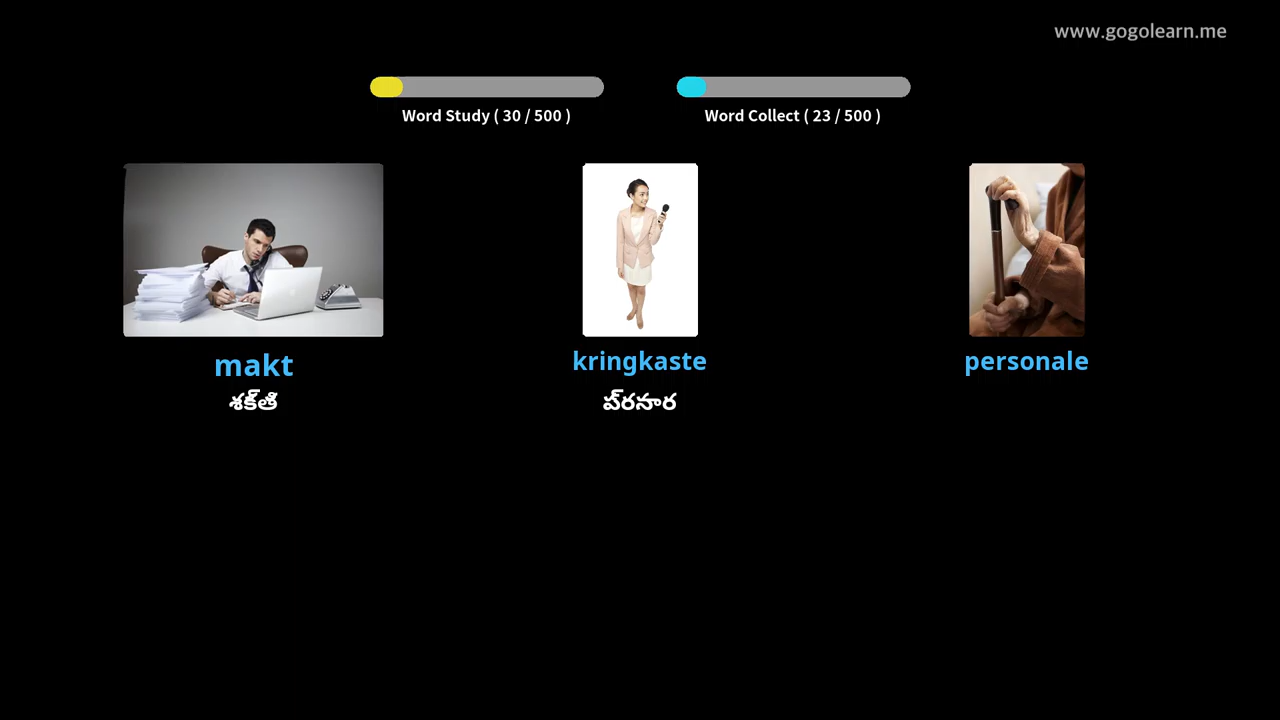 www.gogolearn.me
Word Study ( 30 / 500 )
Word Collect ( 23 / 500 )
makt
kringkaste
personale
శక్తి
ప్రసార